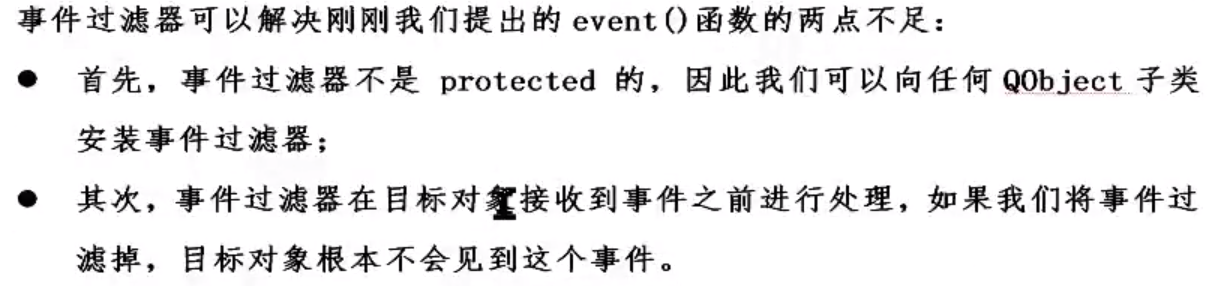 事件过滤器可以解决刚刚我们提出的 event()函数的两点不足：
● 首先，事件过滤器不是 protected 的，因此我们可以向任何 QObject 子类
安装事件过滤器；
● 其次，事件过滤器在目标对象接收到事件之前进行处理，如果我们将事件过
滤掉，目标对象根本不会见到这个事件。